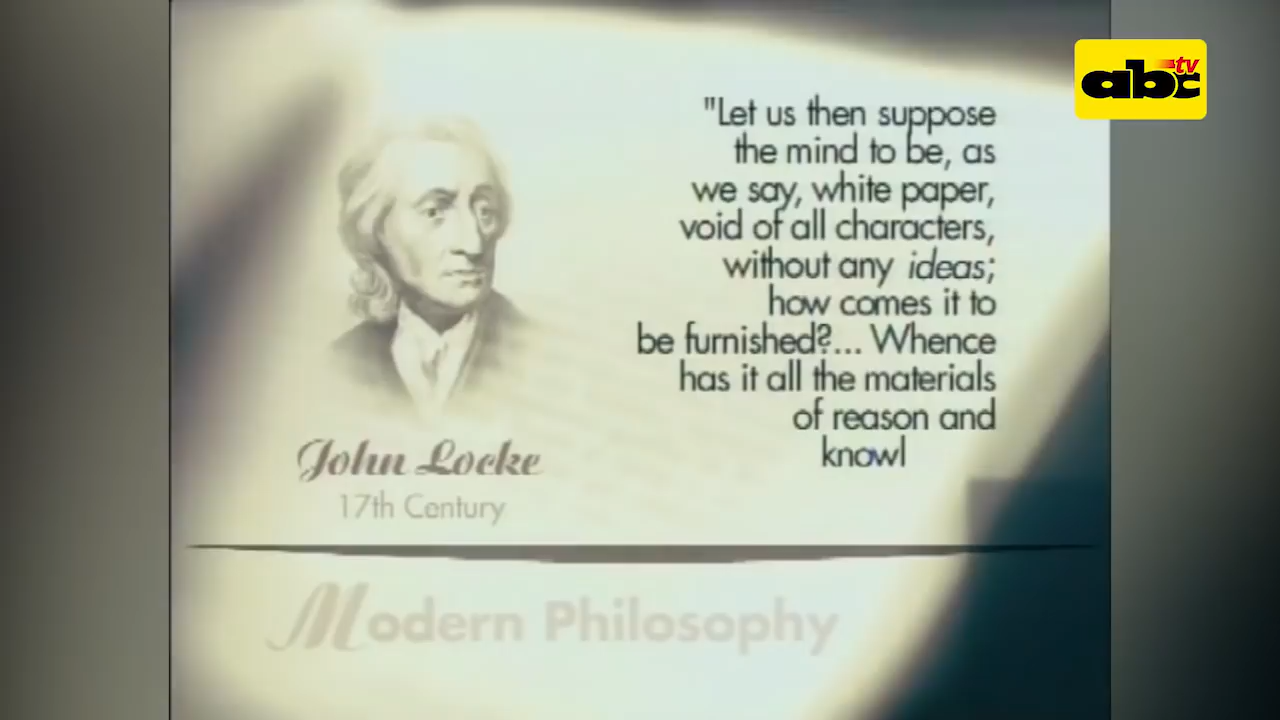 abc tv
"Let us then suppose
the mind to be, as
we say, white paper,
void of all characters,
without any ideas;
how comes it to
be furnished?... Whence
has it all the materials
of reason and
knowl
John Locke
17th Century
Modern Philosophy